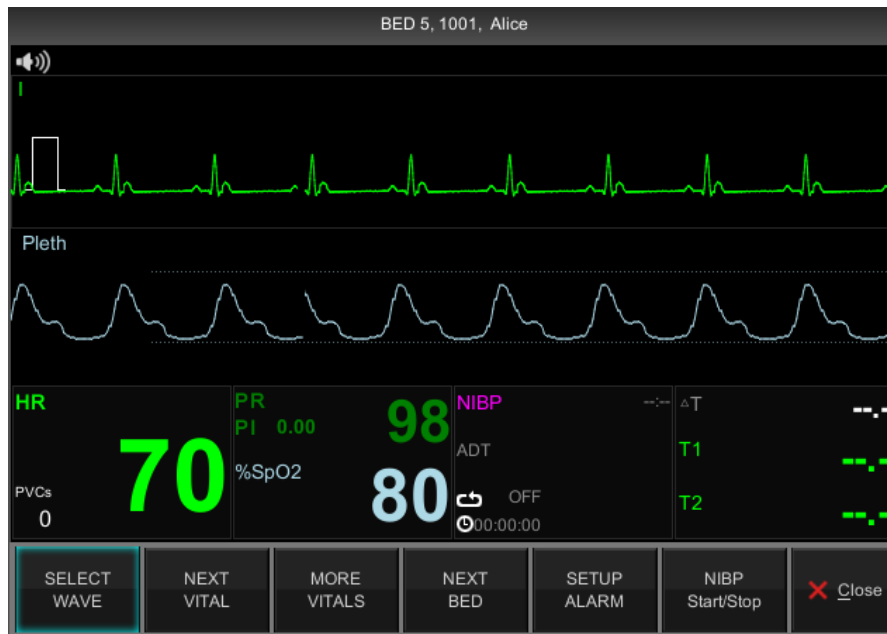 BED 5, 1001, Alice
I
Pleth
HR
70
PVCs
0
PR
98
PI 0.00
%SpO2
80
NIBP --:--
ADT
OFF
00:00:00
△T --.-
T1 --.-
T2 --.-
SELECT
WAVE
NEXT
VITAL
MORE
VITALS
NEXT
BED
SETUP
ALARM
NIBP
Start/Stop
Close